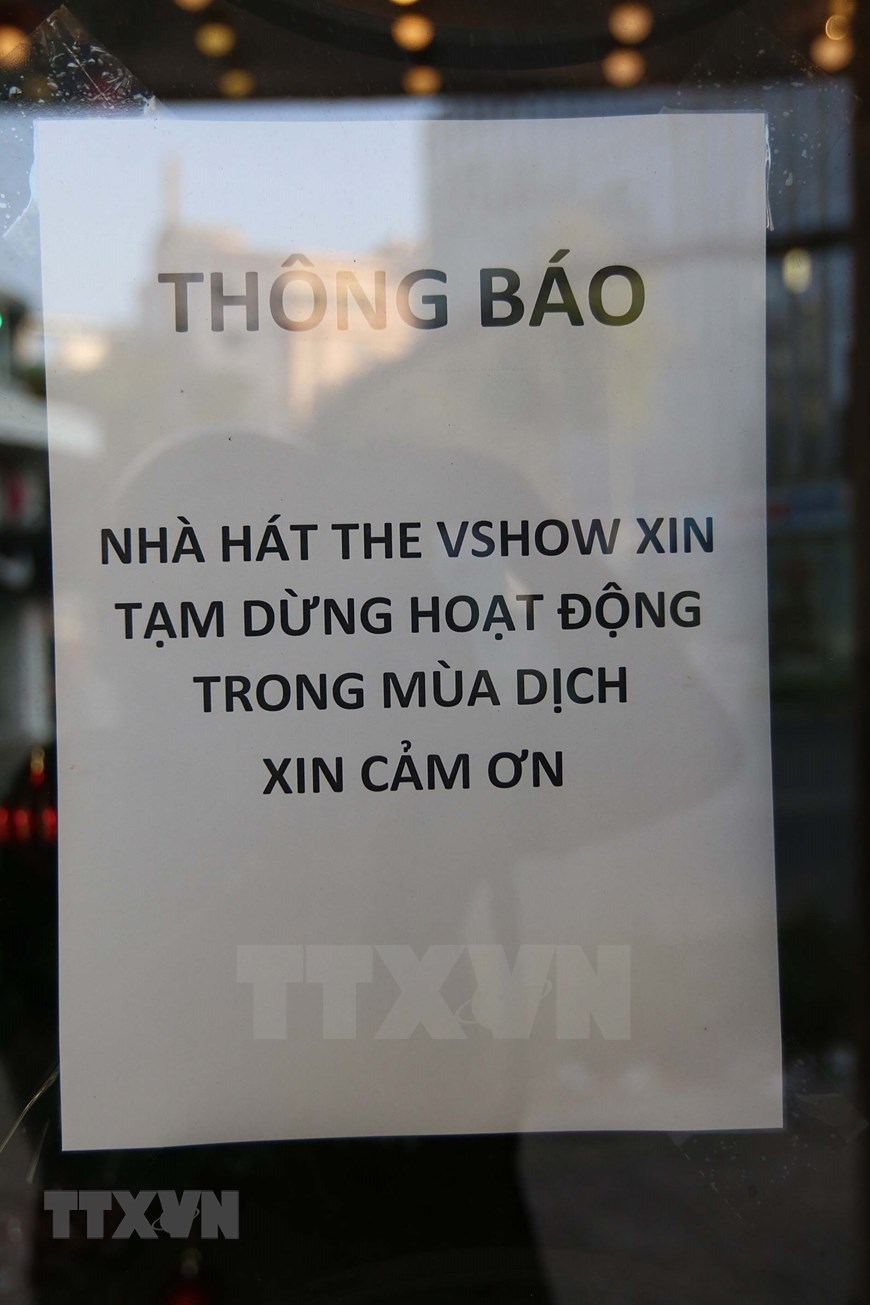 THÔNG BÁO
NHÀ HÁT THE VSHOW XIN
TẠM DỪNG HOẠT ĐỘNG
TRONG MÙA DỊCH
XIN CẢM ƠN
TTXVN
TTXVN